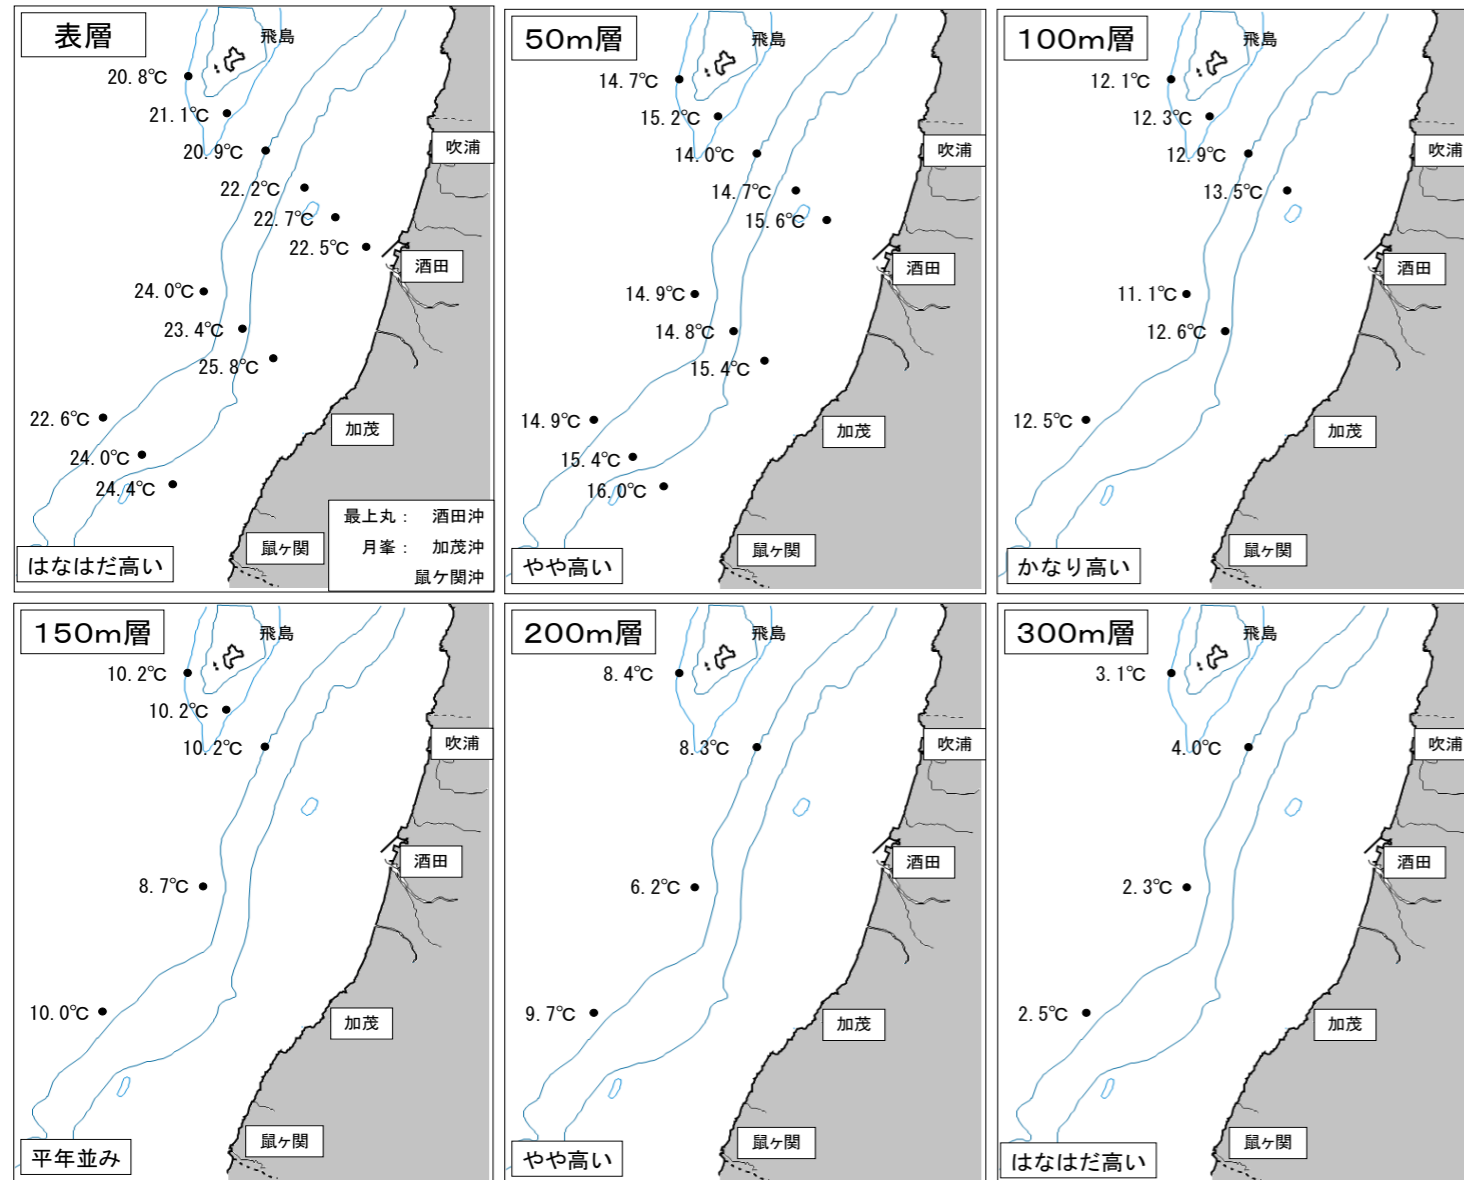 表層
飛島
20.8℃
21.1℃
20.9℃
吹浦
22.2℃
22.7℃
22.5℃
酒田
24.0℃
23.4℃
25.8℃
22.6℃
加茂
24.0℃
24.4℃
最上丸： 酒田沖
月峯： 加茂沖
鼠ケ関沖
鼠ヶ関
はなはだ高い
50m層
飛島
14.7℃
15.2℃
14.0℃
吹浦
14.7℃
15.6℃
酒田
14.9℃
14.8℃
15.4℃
14.9℃
加茂
15.4℃
16.0℃
鼠ヶ関
やや高い
100m層
飛島
12.1℃
12.3℃
12.9℃
吹浦
13.5℃
酒田
11.1℃
12.6℃
12.5℃
加茂
鼠ヶ関
かなり高い
150m層
飛島
10.2℃
10.2℃
10.2℃
吹浦
酒田
8.7℃
10.0℃
加茂
鼠ヶ関
平年並み
200m層
飛島
8.4℃
8.3℃
吹浦
酒田
6.2℃
9.7℃
加茂
鼠ヶ関
やや高い
300m層
飛島
3.1℃
4.0℃
吹浦
酒田
2.3℃
2.5℃
加茂
鼠ヶ関
はなはだ高い